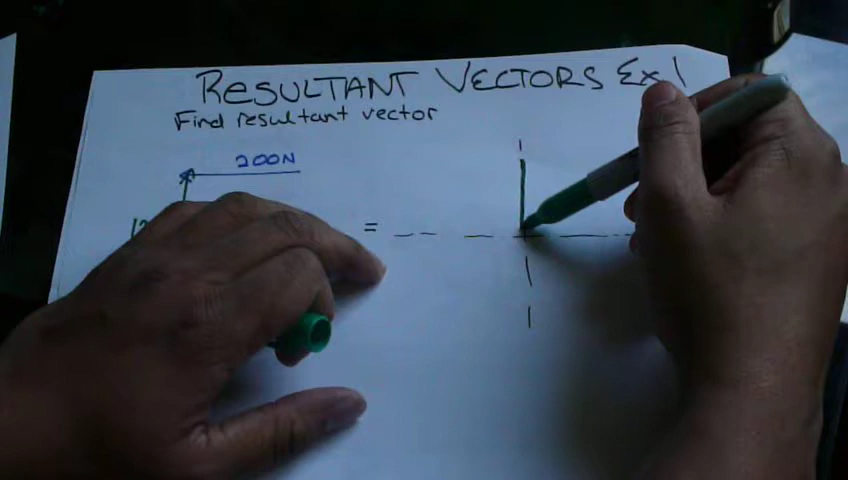 RESULTANT VECTORS Ex 1
Find resultant vector
200N
=